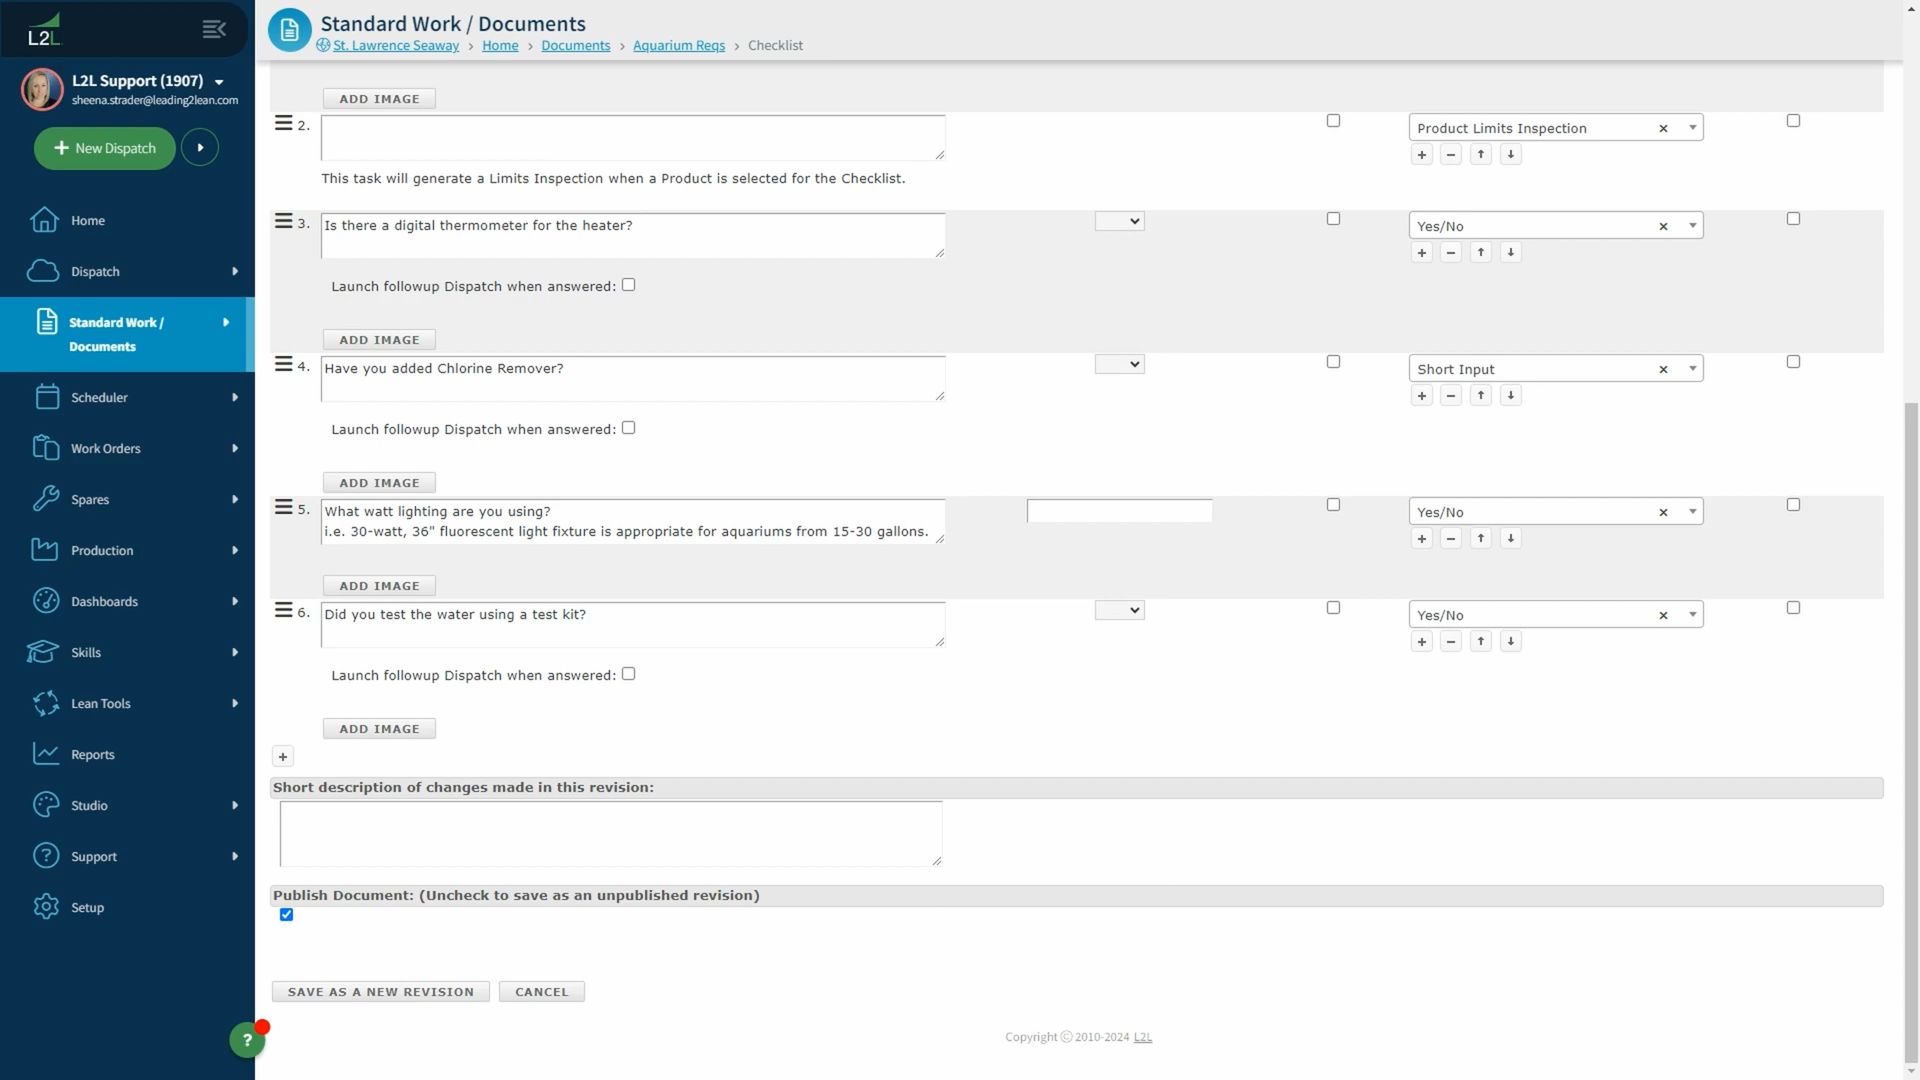 L2L
L2L Support (1907)
sheena.strader@leading2lean.com
+ New Dispatch
Home
Dispatch
Standard Work /
Documents
Scheduler
Work Orders
Spares
Production
Dashboards
Skills
Lean Tools
Reports
Studio
Support
Setup
?
Standard Work / Documents
St. Lawrence Seaway > Home > Documents > Aquarium Reqs > Checklist
ADD IMAGE
2.
Product Limits Inspection
This task will generate a Limits Inspection when a Product is selected for the Checklist.
3. Is there a digital thermometer for the heater?
Yes/No
Launch followup Dispatch when answered:
ADD IMAGE
4. Have you added Chlorine Remover?
Short Input
Launch followup Dispatch when answered:
ADD IMAGE
5. What watt lighting are you using?
Yes/No
i.e. 30-watt, 36" fluorescent light fixture is appropriate for aquariums from 15-30 gallons.
ADD IMAGE
6. Did you test the water using a test kit?
Yes/No
Launch followup Dispatch when answered:
ADD IMAGE
+
Short description of changes made in this revision:
Publish Document: (Uncheck to save as an unpublished revision)
SAVE AS A NEW REVISION
CANCEL
Copyright © 2010-2024 L2L